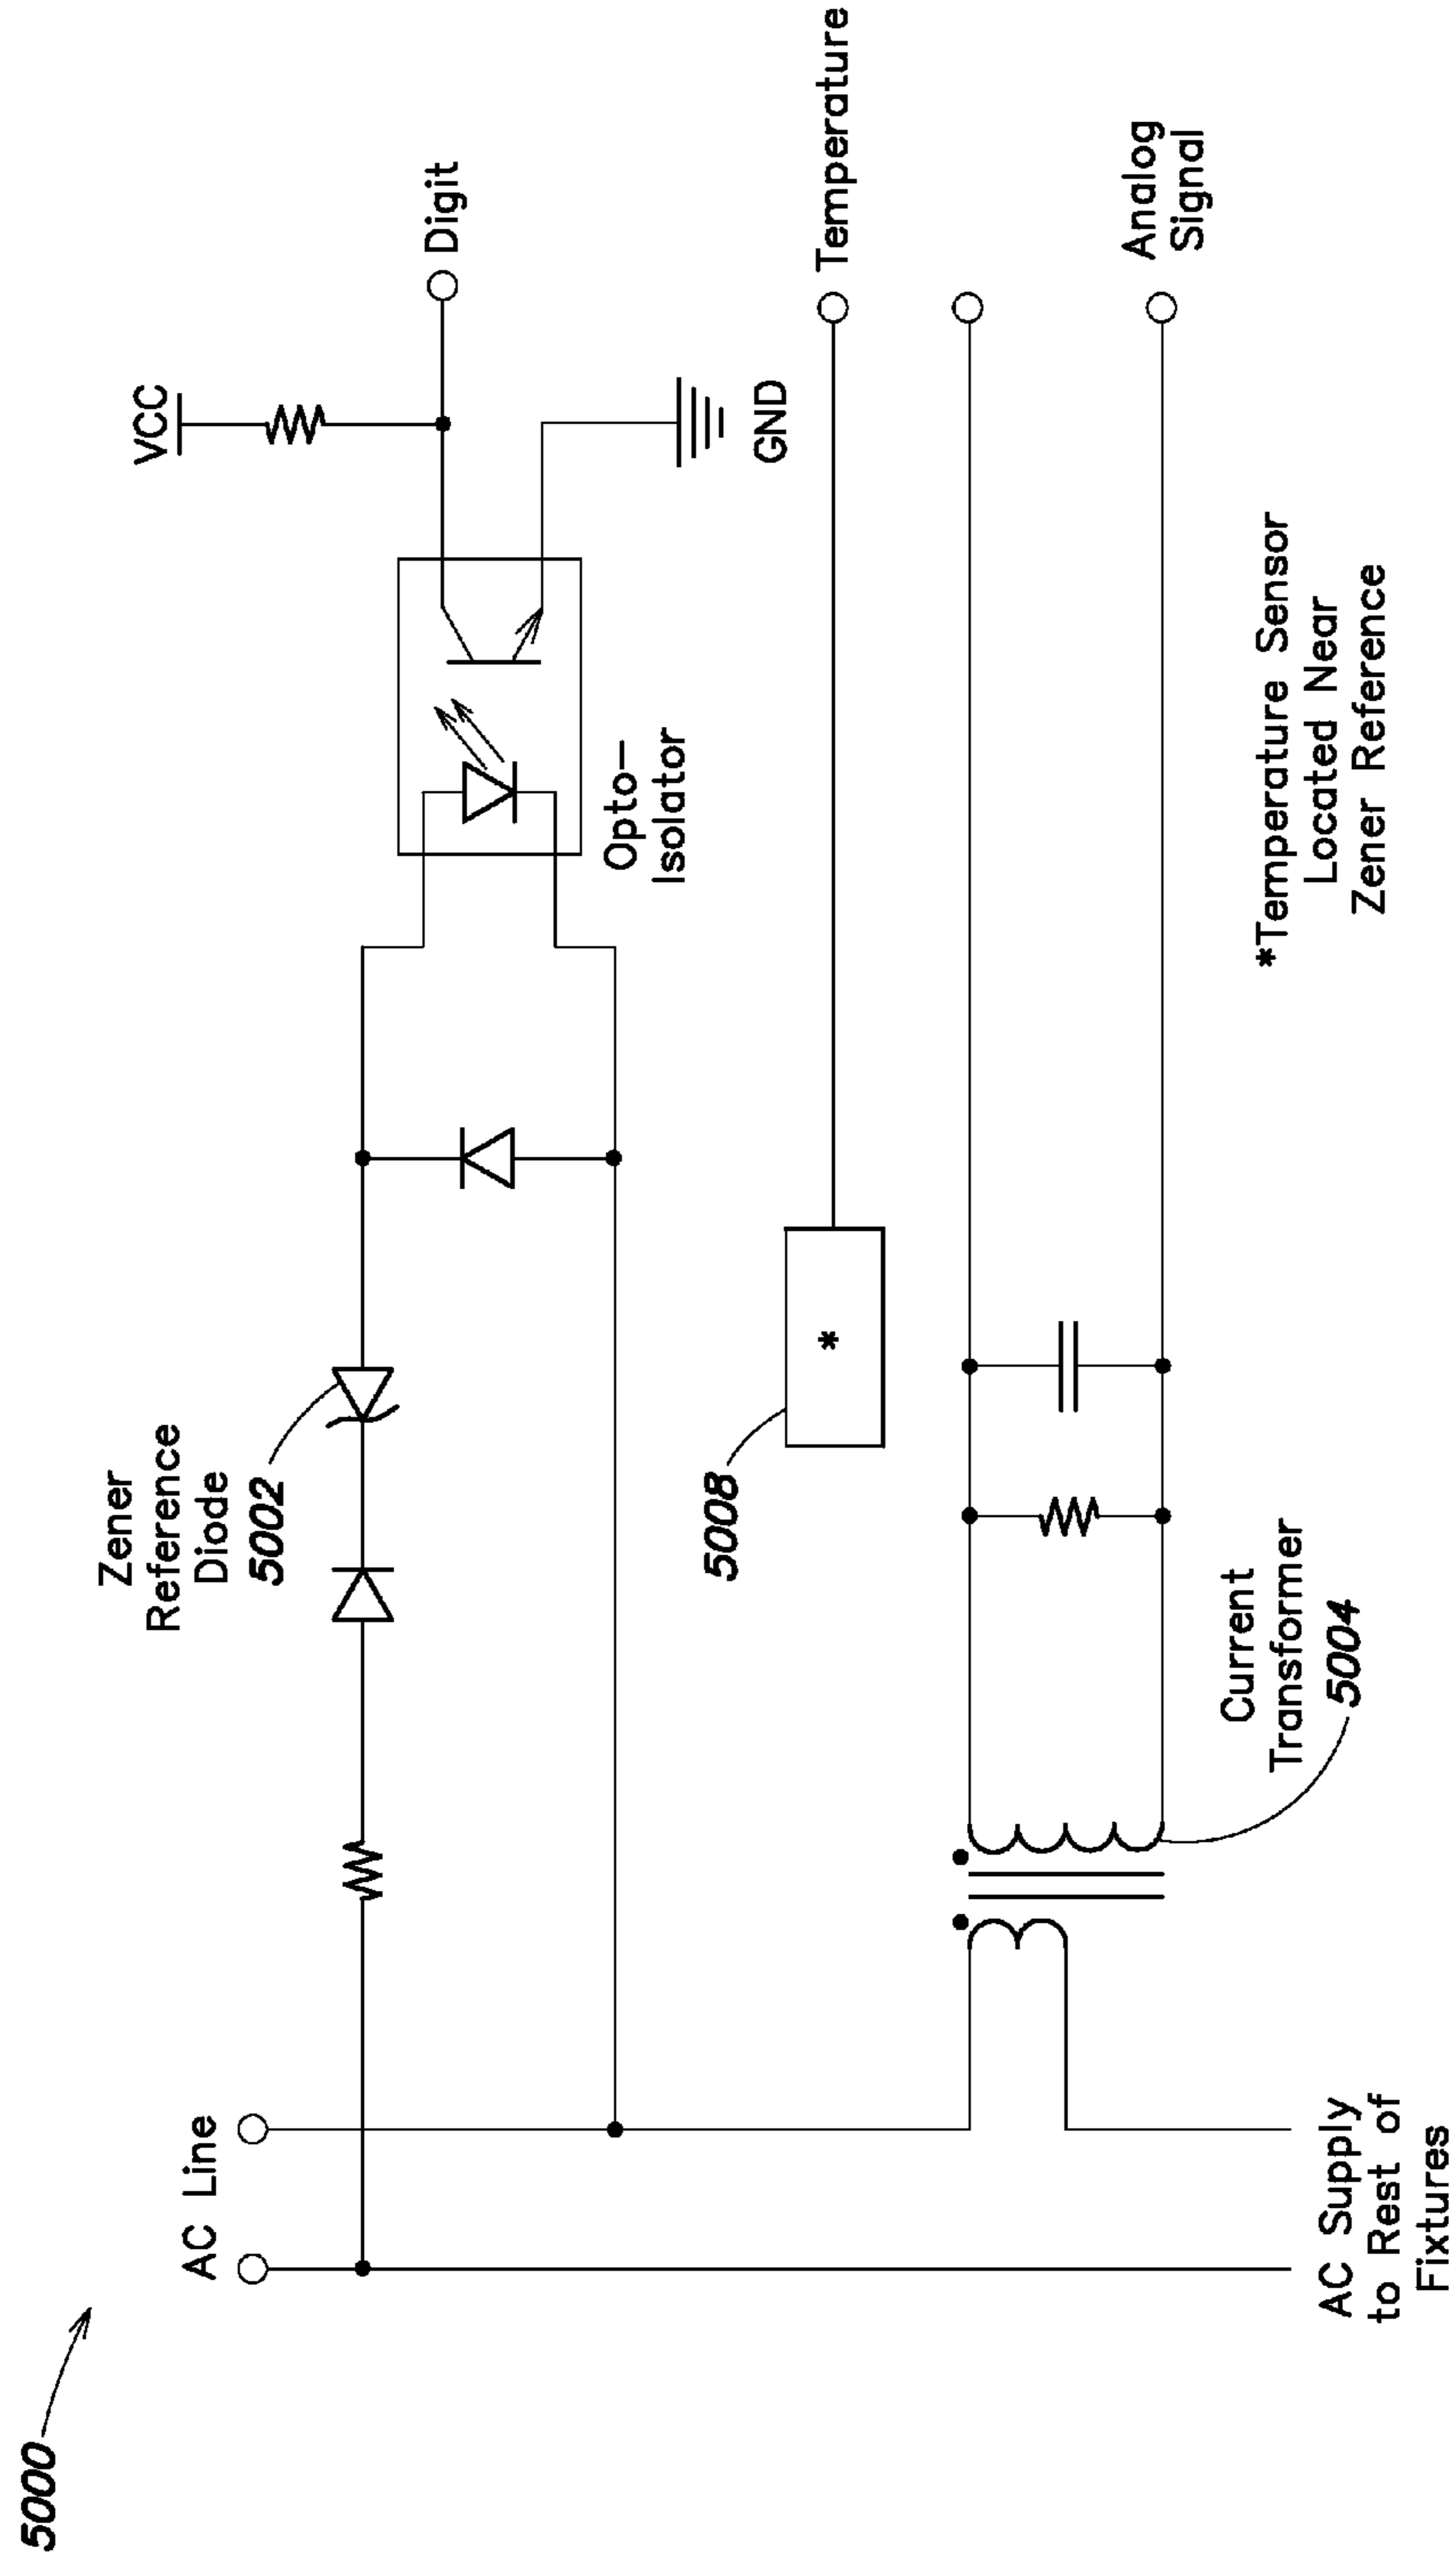 5000
AC Line
Zener
Reference
Diode
5002
VCC
Digit
Opto-
Isolator
GND
5008
*
Temperature
Current
Transformer
5004
Analog
Signal
*Temperature Sensor
Located Near
Zener Reference
AC Supply
to Rest of
Fixtures